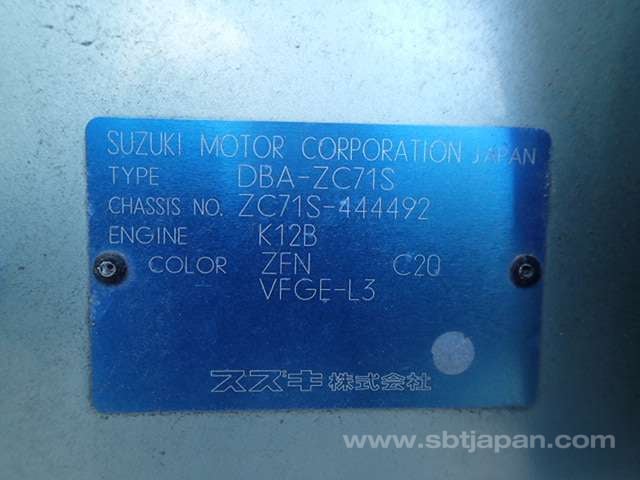 SUZUKI MOTOR CORPORATION JAPAN
TYPE DBA-ZC71S
CHASSIS NO. ZC71S-444492
ENGINE K12B
COLOR ZFN C20
VFGE-L3
スズキ株式会社
www.sbtjapan.com